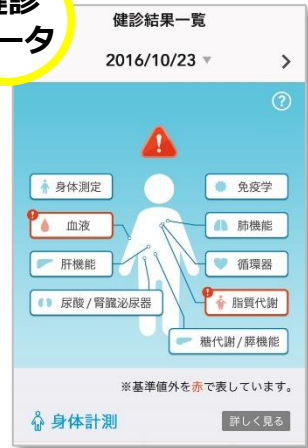 健診
ータ
健診結果一覧
2016/10/23 ▼ >
?
!
身体測定
免疫学
血液
肺機能
肝機能
循環器
尿酸/腎臓泌尿器
脂質代謝
糖代謝/膵機能
※基準値外を赤で表しています。
身体計測
詳しく見る